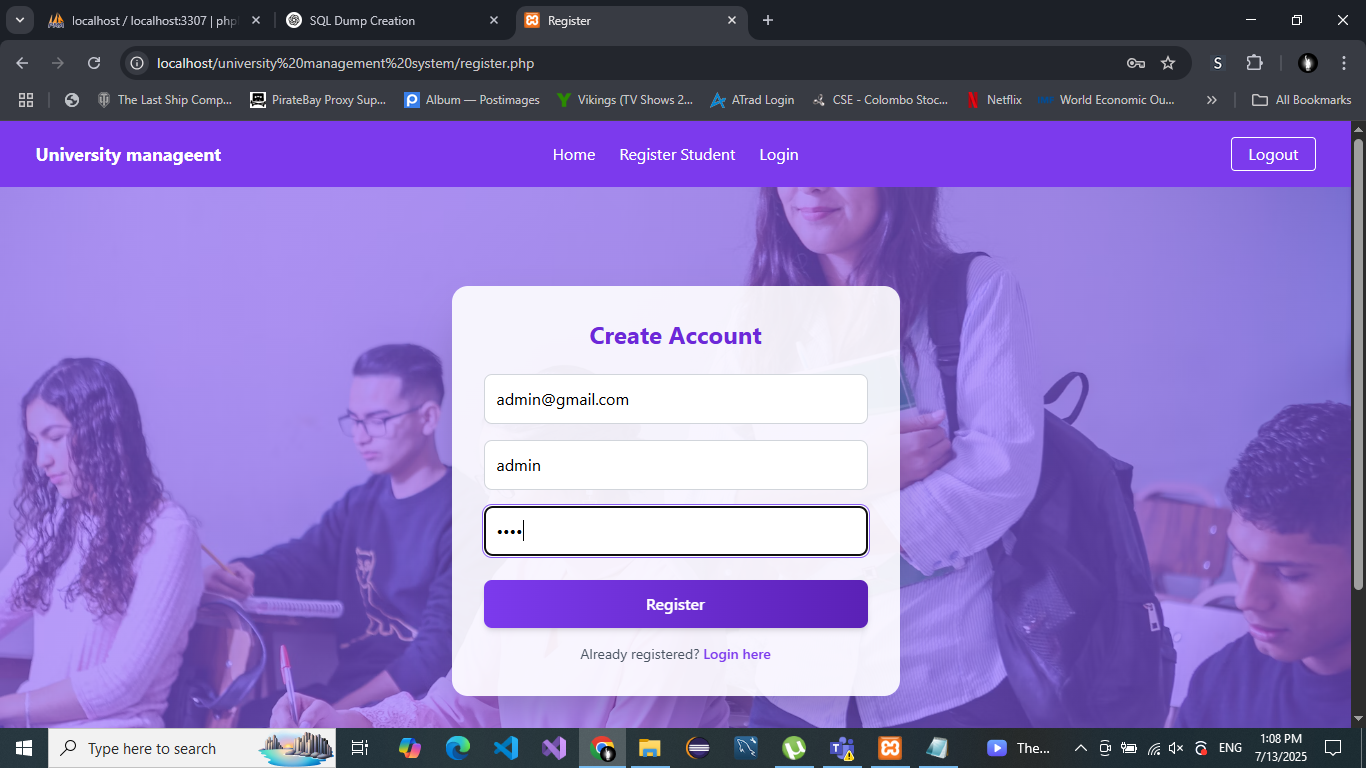 localhost / localhost:3307 | php
SQL Dump Creation
Register
localhost/university%20management%20system/register.php
S
The Last Ship Comp...
PirateBay Proxy Sup...
Album — Postimages
Vikings (TV Shows 2...
ATrad Login
CSE - Colombo Stoc...
Netflix
World Economic Ou...
All Bookmarks
University manageent
Home
Register Student
Login
Logout
Create Account
admin@gmail.com
admin
••••
Register
Already registered? Login here
Type here to search
The...
ENG
1:08 PM
7/13/2025